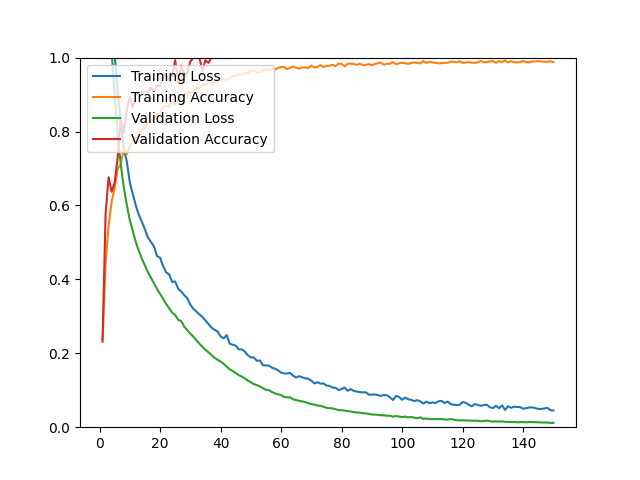 1.0
0.8
0.6
0.4
0.2
0.0
0 20 40 60 80 100 120 140
Training Loss
Training Accuracy
Validation Loss
Validation Accuracy